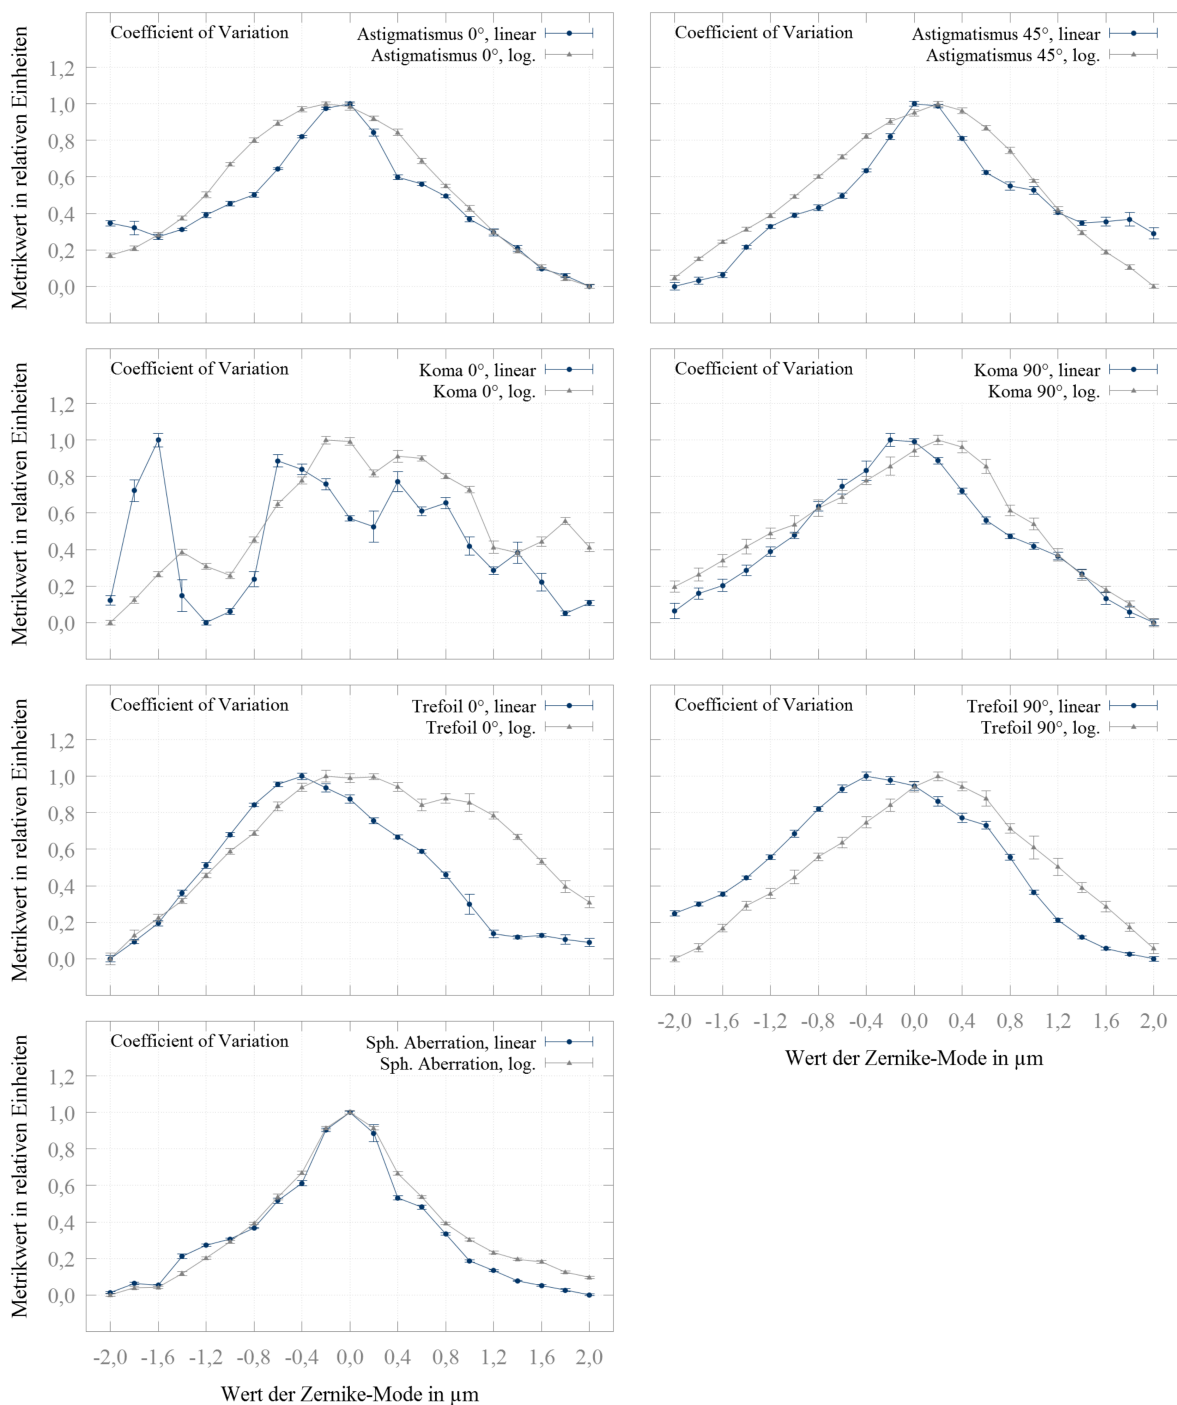 Coefficient of Variation
Astigmatismus 0°, linear
Astigmatismus 0°, log.
Metrikwert in relativen Einheiten
1,2
1,0
0,8
0,6
0,4
0,2
0,0
Coefficient of Variation
Astigmatismus 45°, linear
Astigmatismus 45°, log.
Coefficient of Variation
Koma 0°, linear
Koma 0°, log.
Metrikwert in relativen Einheiten
1,2
1,0
0,8
0,6
0,4
0,2
0,0
Coefficient of Variation
Koma 90°, linear
Koma 90°, log.
Coefficient of Variation
Trefoil 0°, linear
Trefoil 0°, log.
Metrikwert in relativen Einheiten
1,2
1,0
0,8
0,6
0,4
0,2
0,0
Coefficient of Variation
Trefoil 90°, linear
Trefoil 90°, log.
-2,0 -1,6 -1,2 -0,8 -0,4 0,0 0,4 0,8 1,2 1,6 2,0
Wert der Zernike-Mode in µm
Coefficient of Variation
Sph. Aberration, linear
Sph. Aberration, log.
Metrikwert in relativen Einheiten
1,2
1,0
0,8
0,6
0,4
0,2
0,0
-2,0 -1,6 -1,2 -0,8 -0,4 0,0 0,4 0,8 1,2 1,6 2,0
Wert der Zernike-Mode in µm